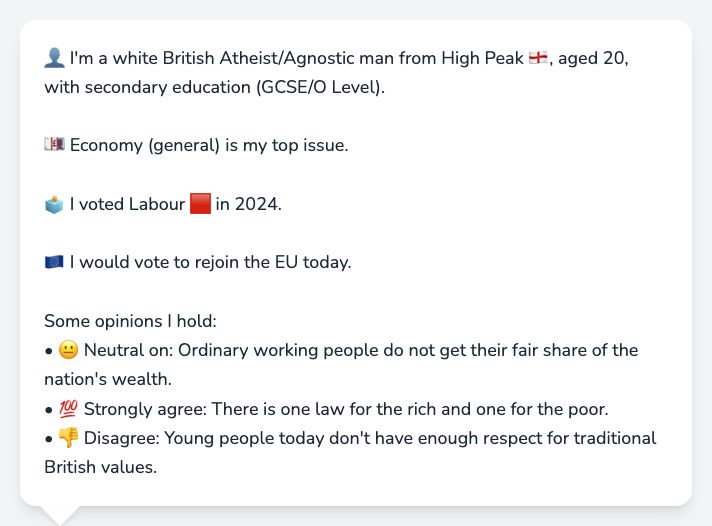 👤 I'm a white British Atheist/Agnostic man from High Peak 🏴󠁧󠁢󠁥󠁮󠁧󠁿, aged 20,
with secondary education (GCSE/O Level).
💷 Economy (general) is my top issue.
🗳️ I voted Labour 🟥 in 2024.
🇪🇺 I would vote to rejoin the EU today.
Some opinions I hold:
• 😐 Neutral on: Ordinary working people do not get their fair share of the
nation's wealth.
• 💯 Strongly agree: There is one law for the rich and one for the poor.
• 👎 Disagree: Young people today don't have enough respect for traditional
British values.